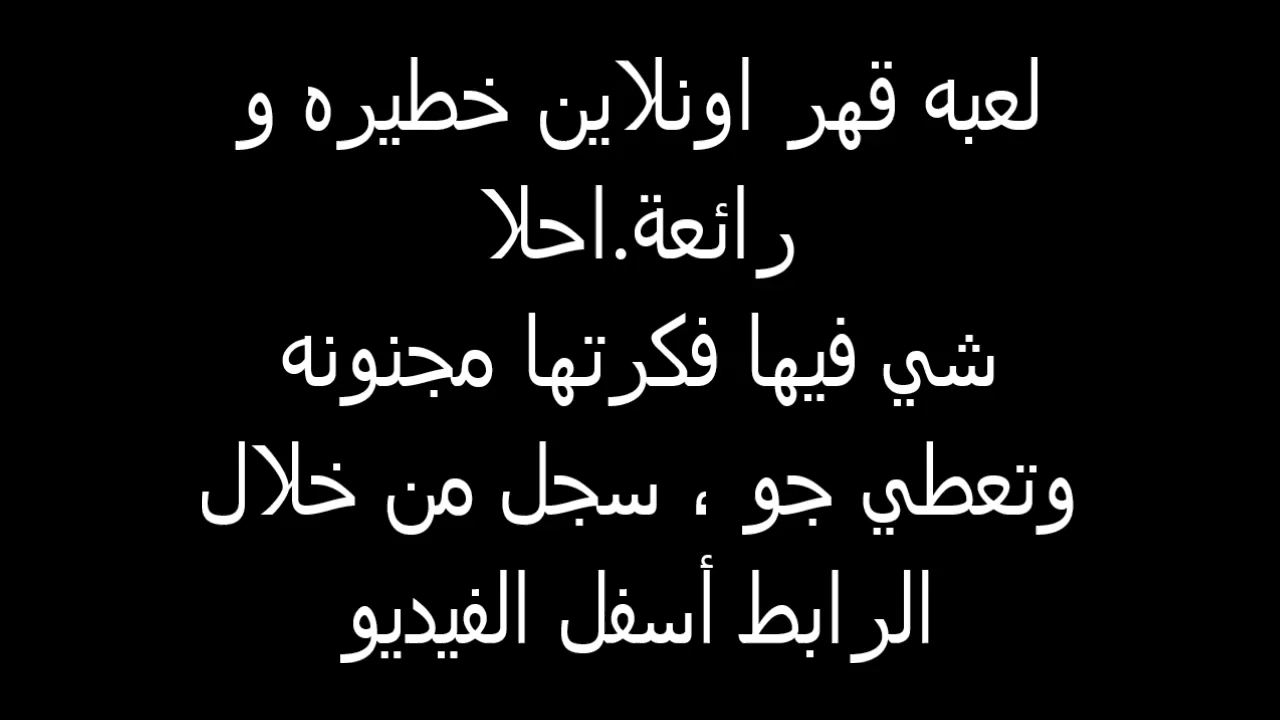 لعبه قهر اونلاين خطيره و
رائعة.احلا
شي فيها فكرتها مجنونه
وتعطي جو ، سجل من خلال
الرابط أسفل الفيديو